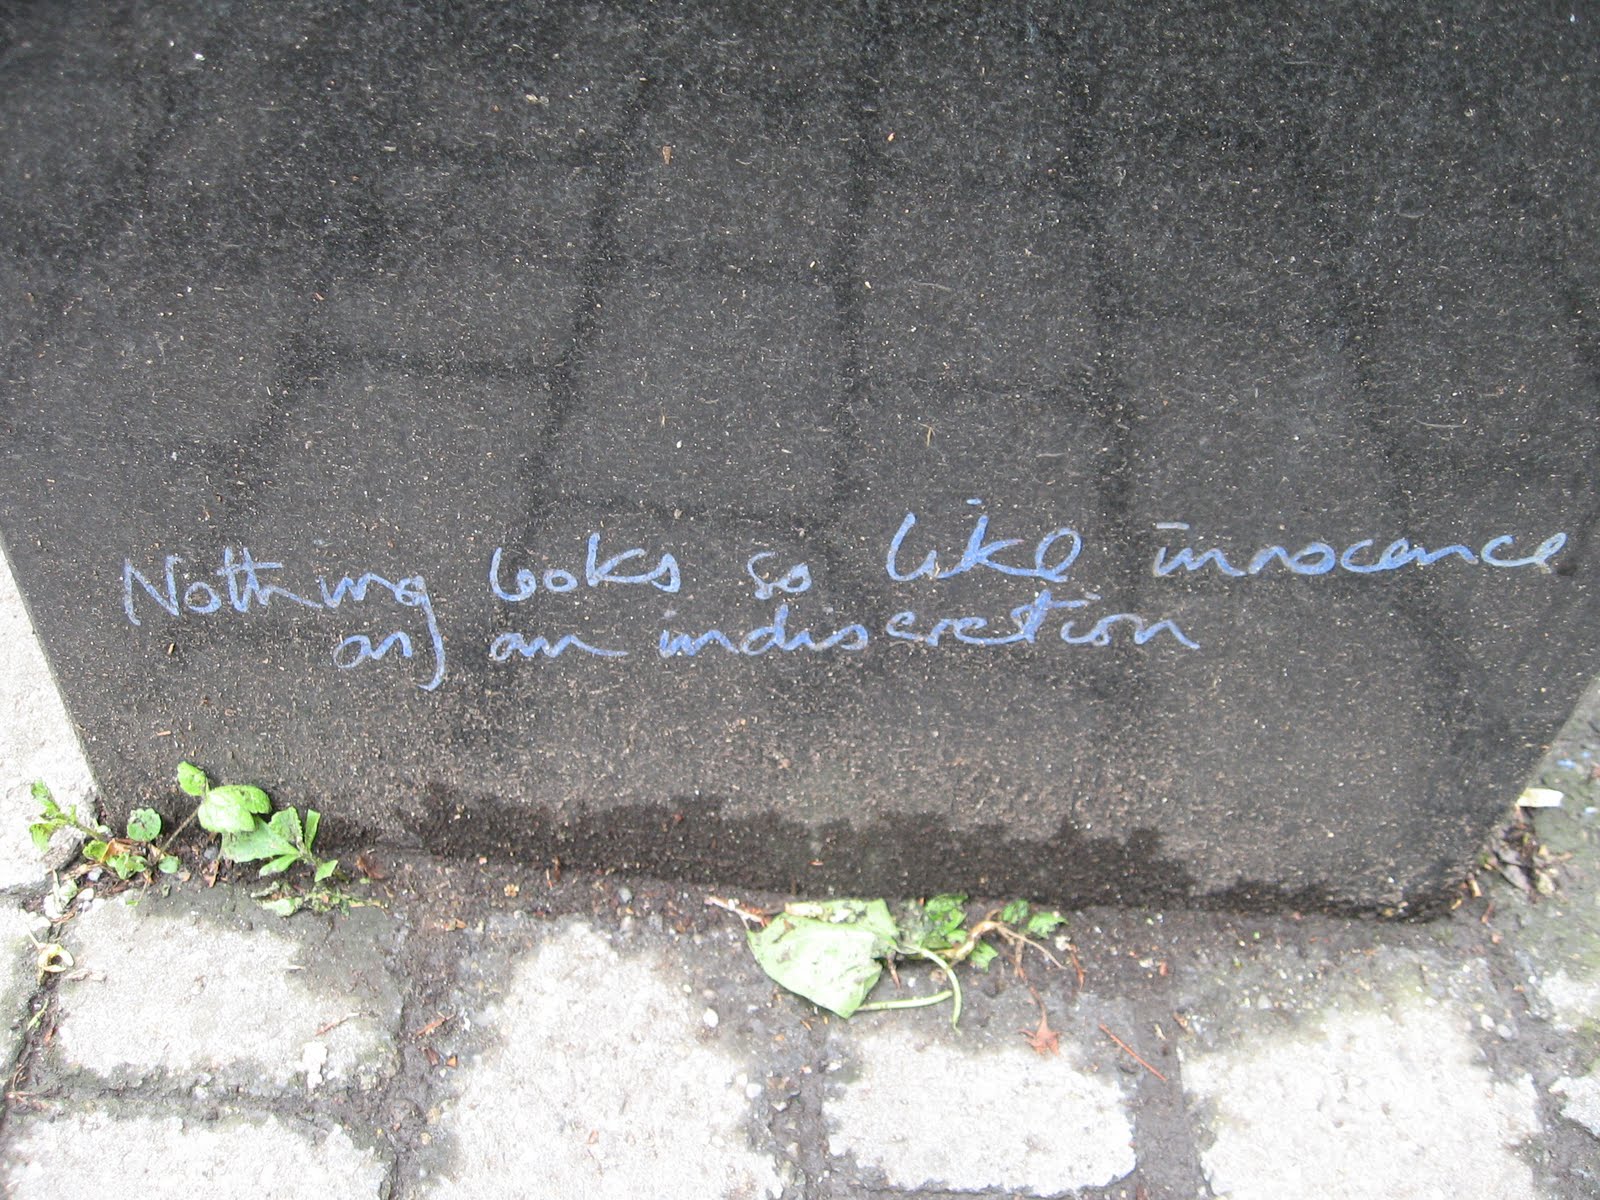 Nothing looks so like innocence
as an indiscretion